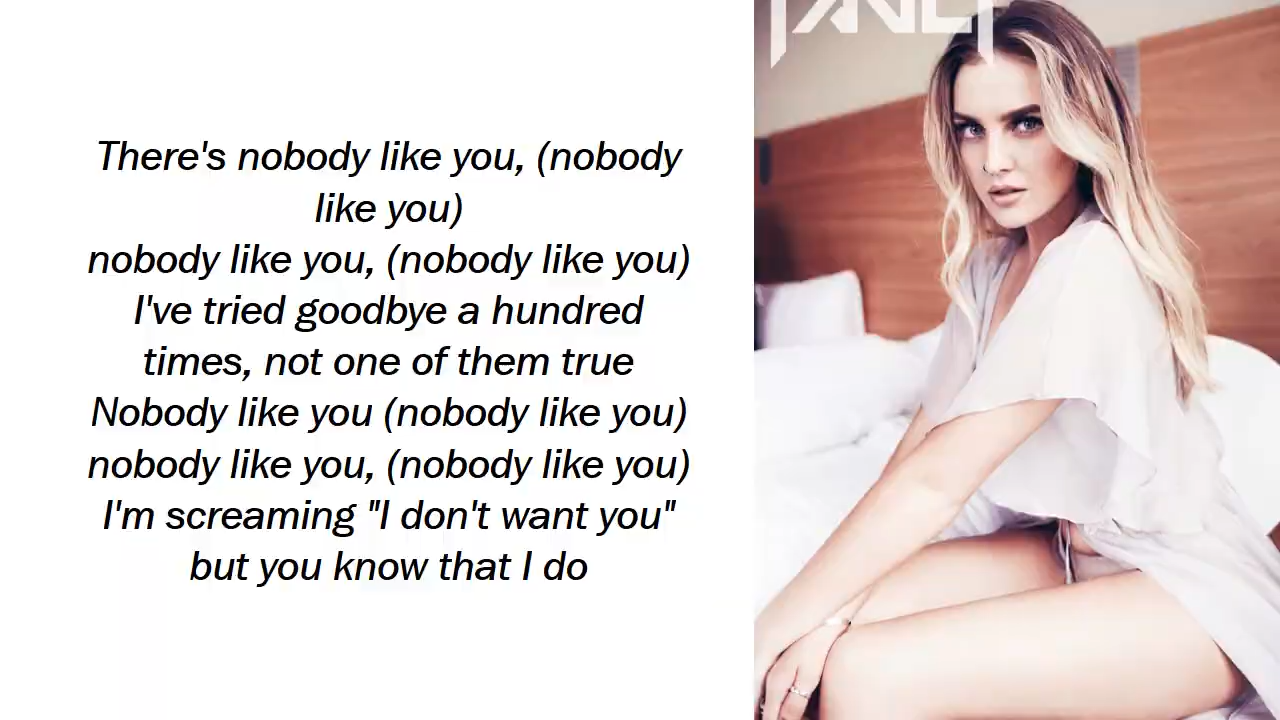 There's nobody like you, (nobody
like you)
nobody like you, (nobody like you)
I've tried goodbye a hundred
times, not one of them true
Nobody like you (nobody like you)
nobody like you, (nobody like you)
I'm screaming "I don't want you"
but you know that I do